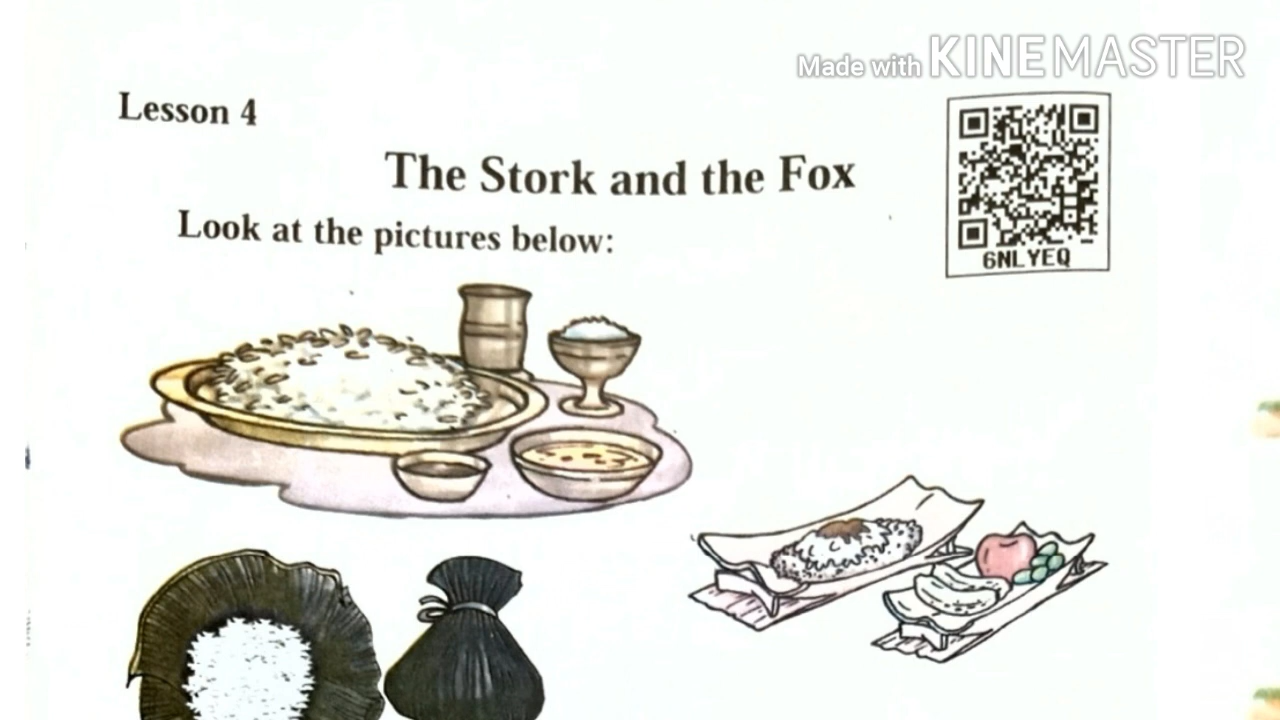 Made with KINEMASTER
Lesson 4
The Stork and the Fox
Look at the pictures below:
6NLYEQ